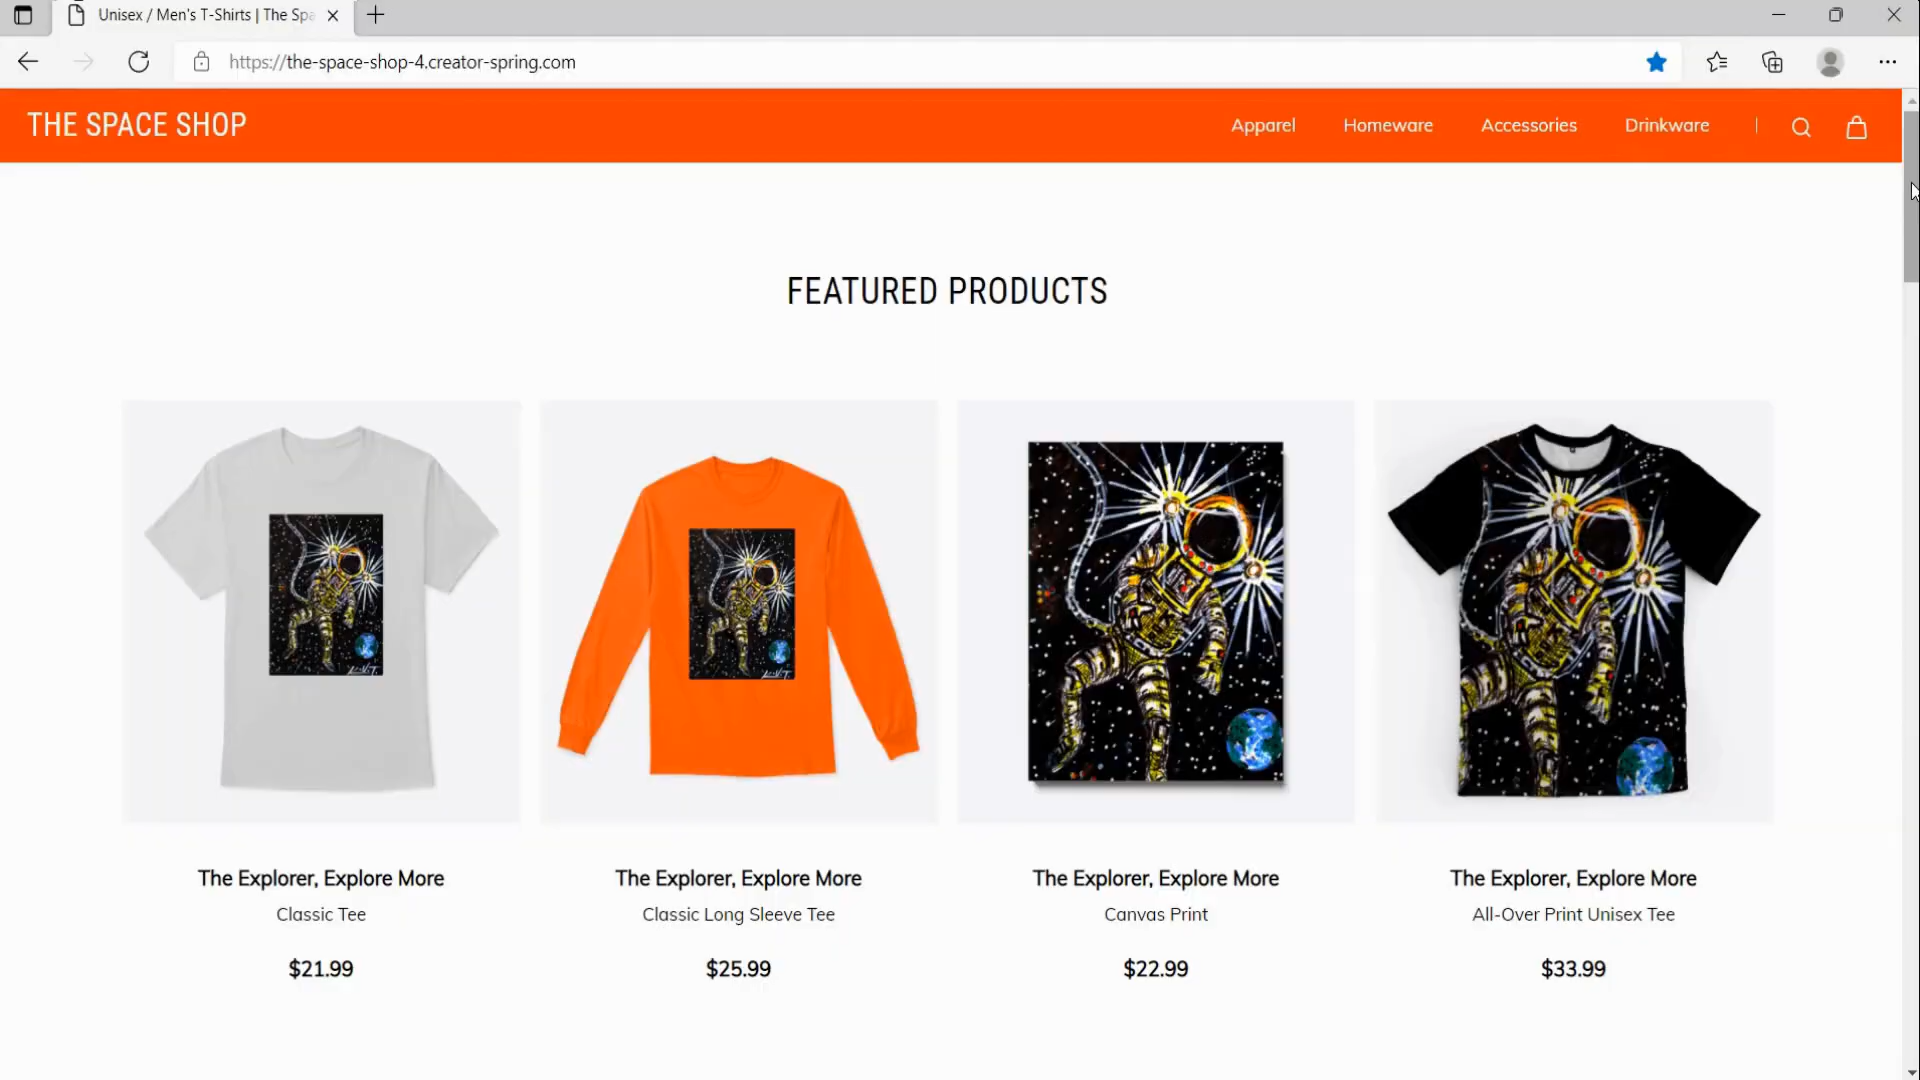 Unisex / Men's T-Shirts | The Spa
https://the-space-shop-4.creator-spring.com
THE SPACE SHOP
Apparel
Homeware
Accessories
Drinkware
FEATURED PRODUCTS
The Explorer, Explore More
Classic Tee
$21.99
The Explorer, Explore More
Classic Long Sleeve Tee
$25.99
The Explorer, Explore More
Canvas Print
$22.99
The Explorer, Explore More
All-Over Print Unisex Tee
$33.99